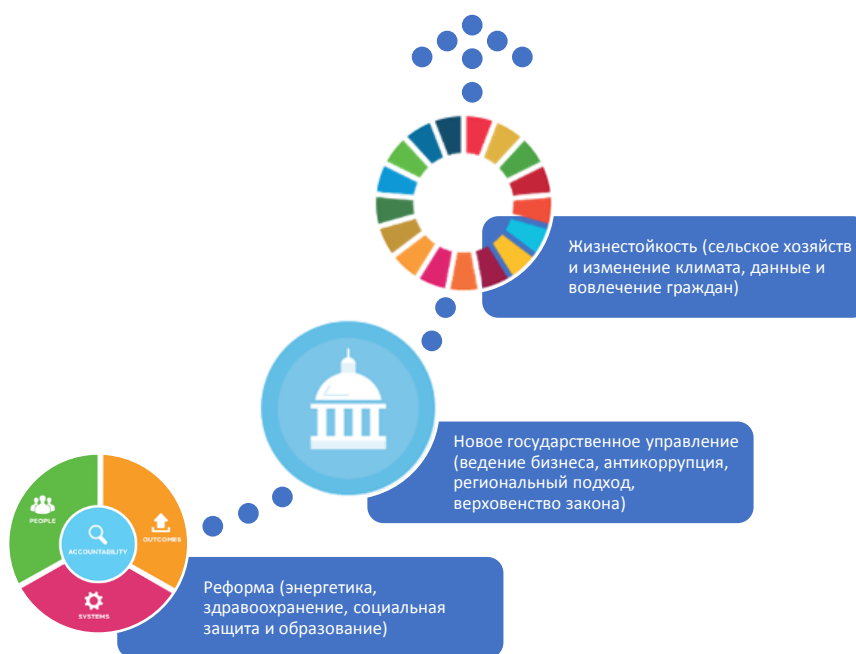 Жизнестойкость (сельское хозяйств
и изменение климата, данные и
вовлечение граждан)
Новое государственное управление
(ведение бизнеса, антикоррупция,
региональный подход,
верховенство закона)
PEOPLE
OUTCOMES
ACCOUNTABILITY
SYSTEMS
Реформа (энергетика,
здравоохранение, социальная
защита и образование)